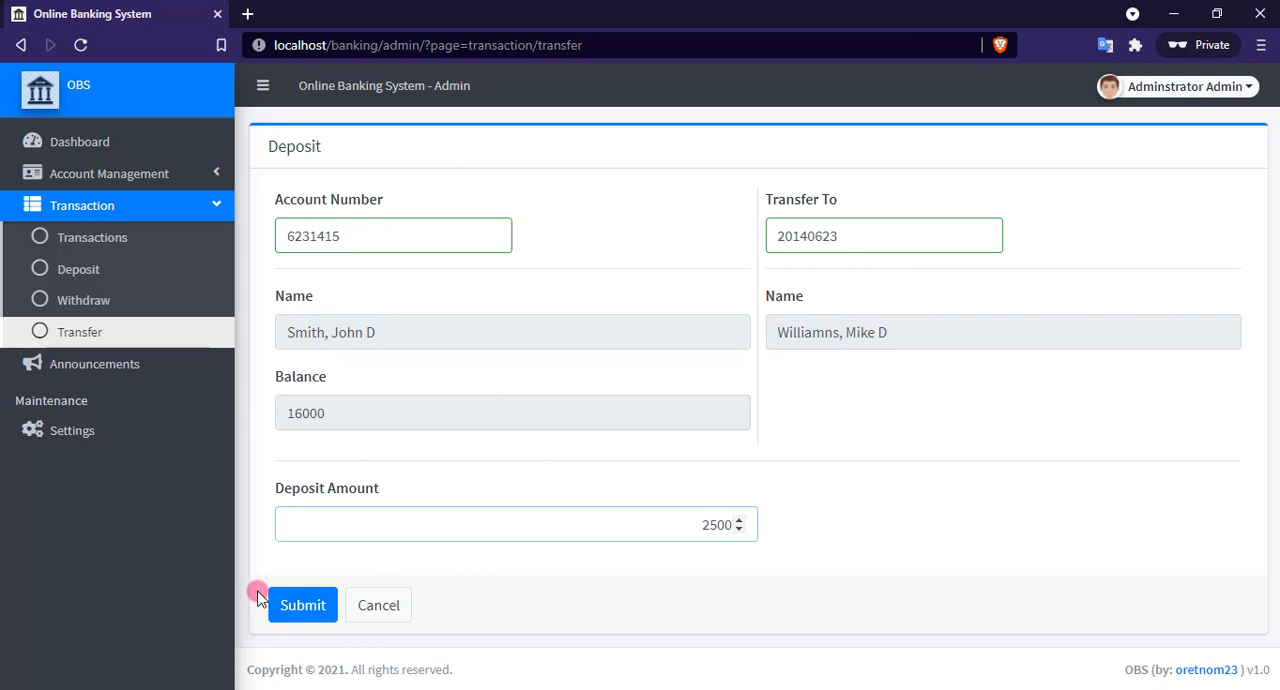 Online Banking System
localhost/banking/admin/?page=transaction/transfer
Private
OBS
Online Banking System - Admin
Adminstrator Admin
Dashboard
Account Management
Transaction
Transactions
Deposit
Withdraw
Transfer
Announcements
Maintenance
Settings
Deposit
Account Number
Transfer To
6231415
20140623
Name
Name
Smith, John D
Williamns, Mike D
Balance
16000
Deposit Amount
2500
Submit
Cancel
Copyright © 2021. All rights reserved.
OBS (by: oretnom23 ) v1.0